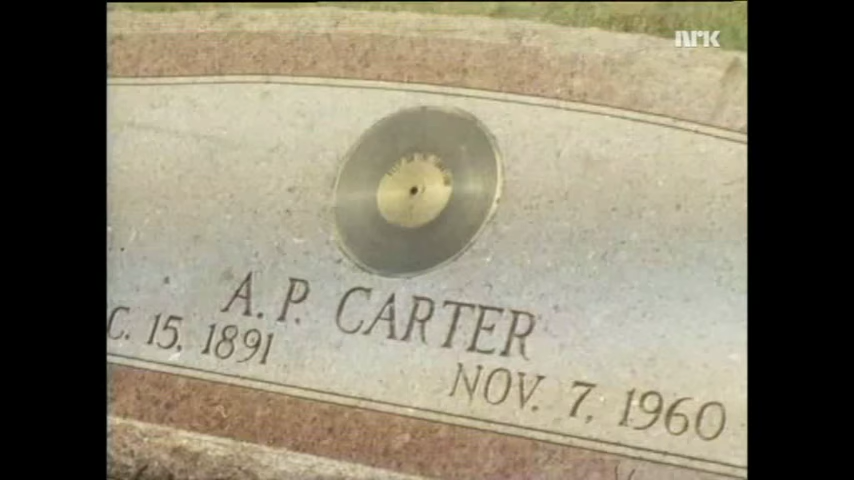 nrk
A. P. CARTER
C. 15, 1891
NOV. 7, 1960